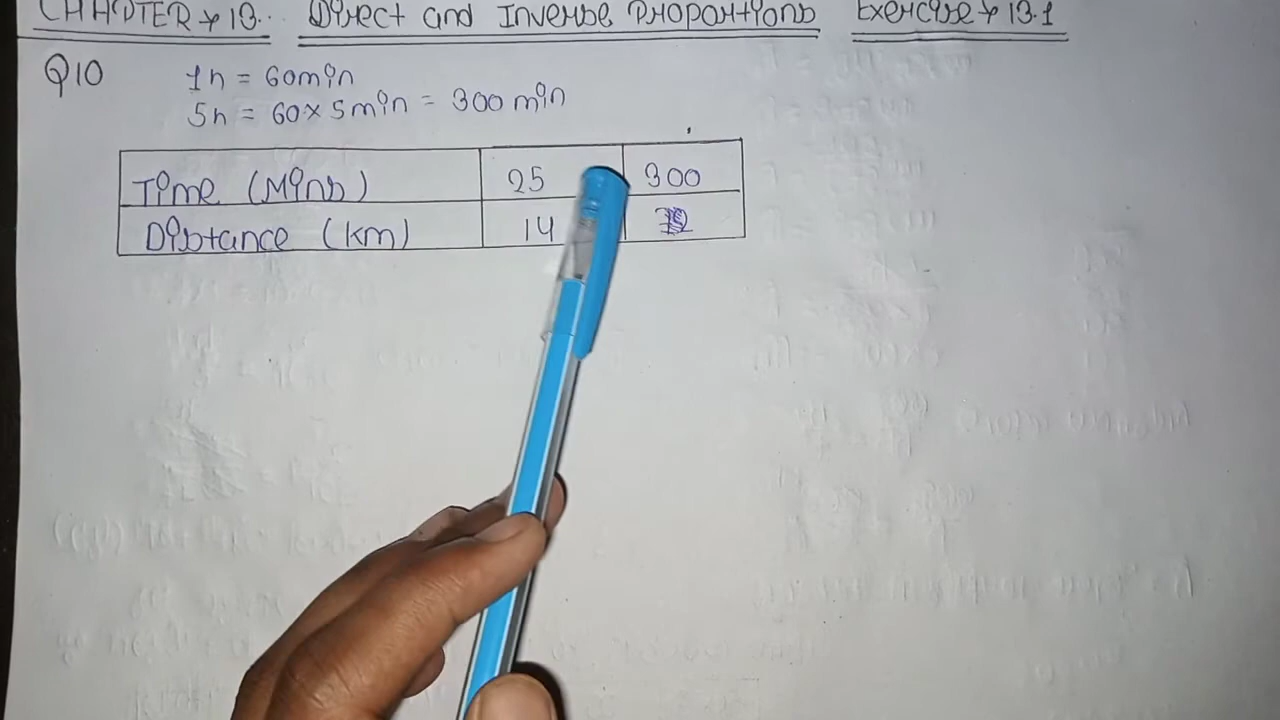 CHAPTER → 13.. Direct and Inverse Proportions Exercise → 13.1
Q10 1h = 60min
5h = 60 × 5min = 300 min
Time (Mins) 25 300
Distance (km) 14